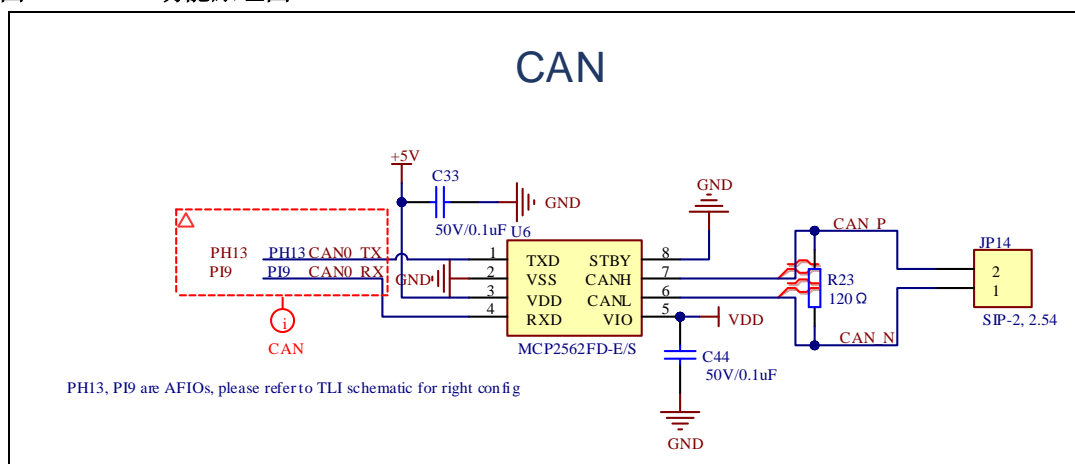 CAN
+5V
C33
GND
50V/0.1uF
U6
GND
PH13
PH13 CAN0_TX
PI9
PI9 CAN0_RX
GND
1 TXD STBY 8
2 VSS CANH 7
3 VDD CANL 6
4 RXD VIO 5
MCP2562FD-E/S
VDD
C44
50V/0.1uF
GND
CAN_P
R23
120 Ω
CAN_N
JP14
2
1
SIP-2, 2.54
i
CAN
PH13, PI9 are AFIOs, please refer to TLI schematic for right config